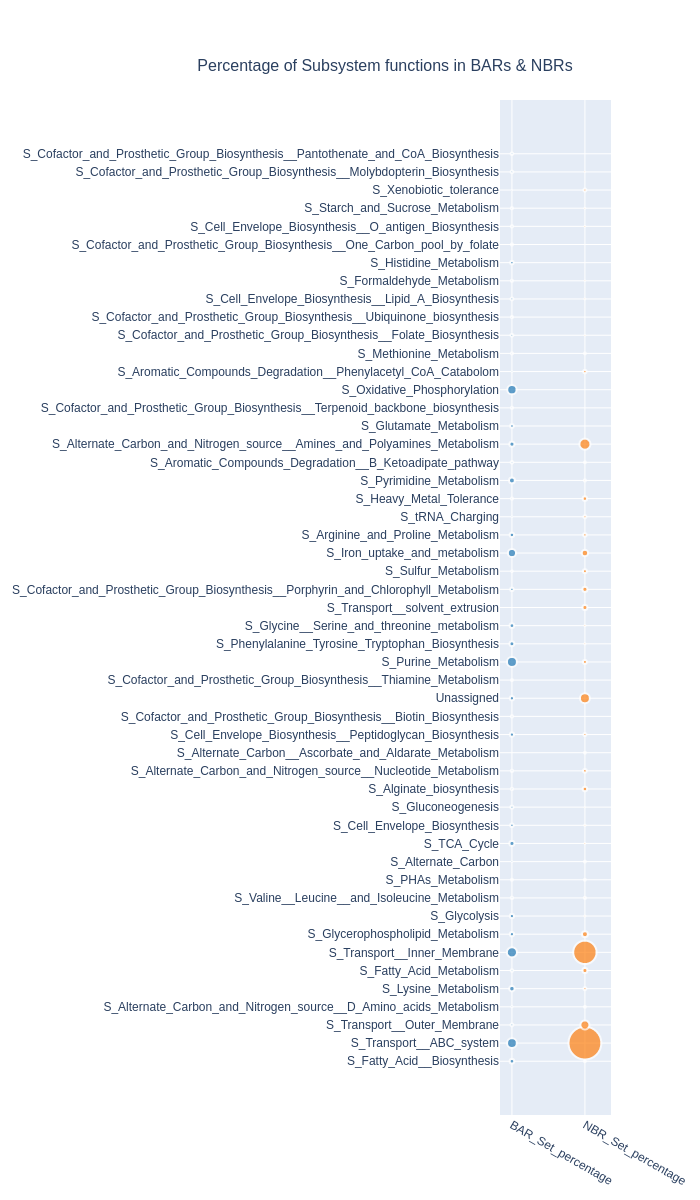 Percentage of Subsystem functions in BARs & NBRs
S_Cofactor_and_Prosthetic_Group_Biosynthesis__Pantothenate_and_CoA_Biosynthesis
S_Cofactor_and_Prosthetic_Group_Biosynthesis__Molybdopterin_Biosynthesis
S_Xenobiotic_tolerance
S_Starch_and_Sucrose_Metabolism
S_Cell_Envelope_Biosynthesis__O_antigen_Biosynthesis
S_Cofactor_and_Prosthetic_Group_Biosynthesis__One_Carbon_pool_by_folate
S_Histidine_Metabolism
S_Formaldehyde_Metabolism
S_Cell_Envelope_Biosynthesis__Lipid_A_Biosynthesis
S_Cofactor_and_Prosthetic_Group_Biosynthesis__Ubiquinone_biosynthesis
S_Cofactor_and_Prosthetic_Group_Biosynthesis__Folate_Biosynthesis
S_Methionine_Metabolism
S_Aromatic_Compounds_Degradation__Phenylacetyl_CoA_Catabolom
S_Oxidative_Phosphorylation
S_Cofactor_and_Prosthetic_Group_Biosynthesis__Terpenoid_backbone_biosynthesis
S_Glutamate_Metabolism
S_Alternate_Carbon_and_Nitrogen_source__Amines_and_Polyamines_Metabolism
S_Aromatic_Compounds_Degradation__B_Ketoadipate_pathway
S_Pyrimidine_Metabolism
S_Heavy_Metal_Tolerance
S_tRNA_Charging
S_Arginine_and_Proline_Metabolism
S_Iron_uptake_and_metabolism
S_Sulfur_Metabolism
S_Cofactor_and_Prosthetic_Group_Biosynthesis__Porphyrin_and_Chlorophyll_Metabolism
S_Transport__solvent_extrusion
S_Glycine__Serine_and_threonine_metabolism
S_Phenylalanine_Tyrosine_Tryptophan_Biosynthesis
S_Purine_Metabolism
S_Cofactor_and_Prosthetic_Group_Biosynthesis__Thiamine_Metabolism
Unassigned
S_Cofactor_and_Prosthetic_Group_Biosynthesis__Biotin_Biosynthesis
S_Cell_Envelope_Biosynthesis__Peptidoglycan_Biosynthesis
S_Alternate_Carbon__Ascorbate_and_Aldarate_Metabolism
S_Alternate_Carbon_and_Nitrogen_source__Nucleotide_Metabolism
S_Alginate_biosynthesis
S_Gluconeogenesis
S_Cell_Envelope_Biosynthesis
S_TCA_Cycle
S_Alternate_Carbon
S_PHAs_Metabolism
S_Valine__Leucine__and_Isoleucine_Metabolism
S_Glycolysis
S_Glycerophospholipid_Metabolism
S_Transport__Inner_Membrane
S_Fatty_Acid_Metabolism
S_Lysine_Metabolism
S_Alternate_Carbon_and_Nitrogen_source__D_Amino_acids_Metabolism
S_Transport__Outer_Membrane
S_Transport__ABC_system
S_Fatty_Acid__Biosynthesis
BAR_Set_percentage
NBR_Set_percentage